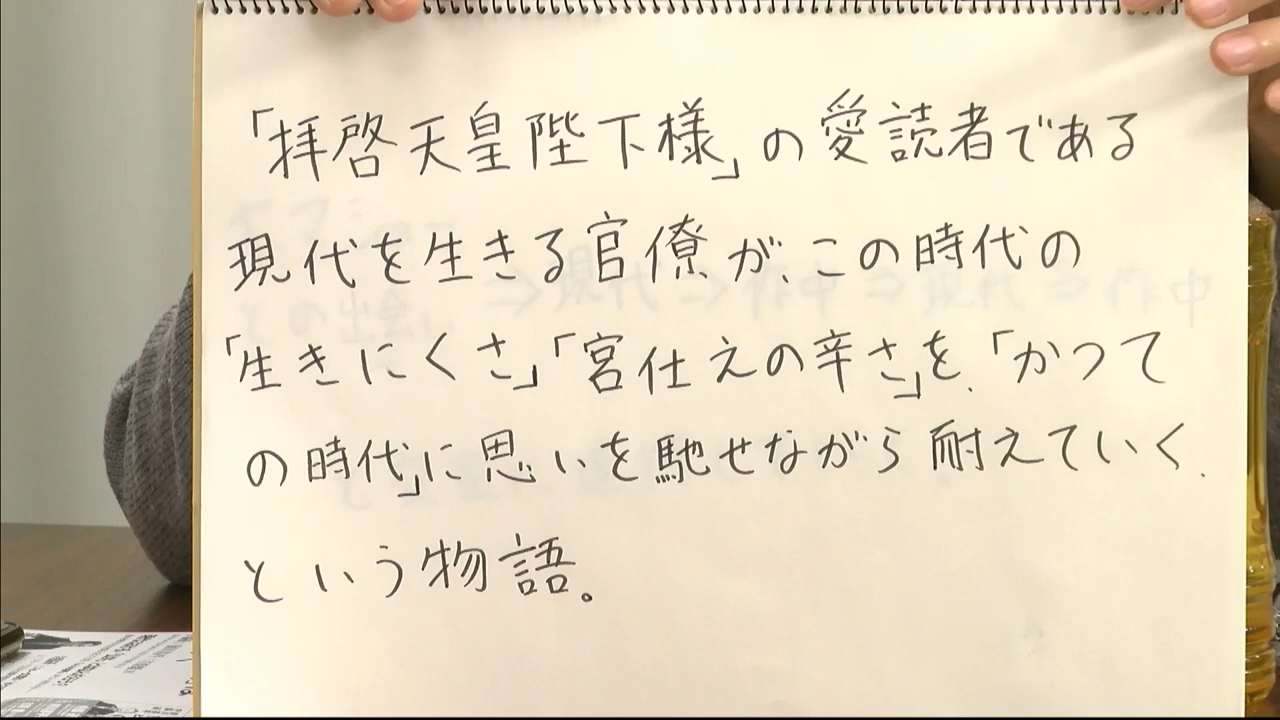 「拝啓天皇陛下様」の愛読者である
現代を生きる官僚が、この時代の
「生きにくさ」「宮仕えの辛さ」を、「かつて
の時代」に思いを馳せながら耐えていく、
という物語。